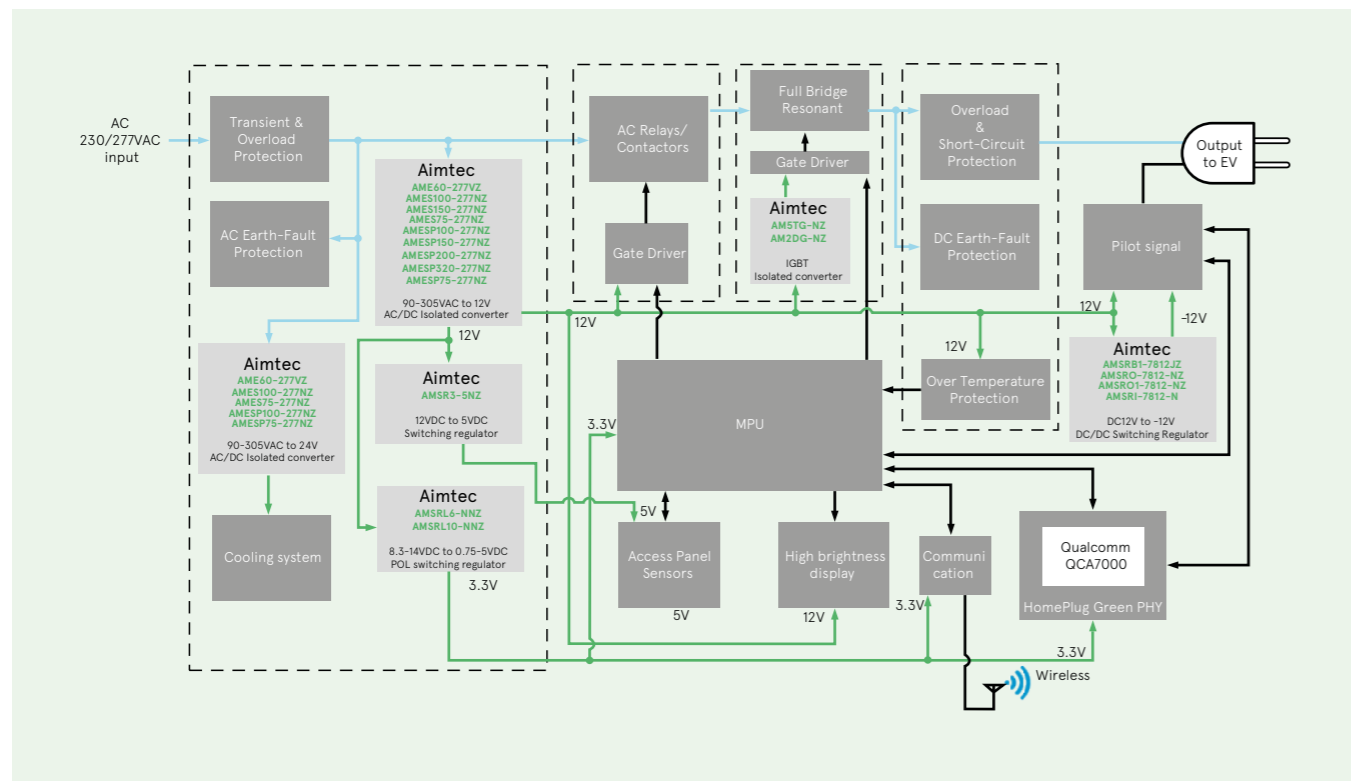 AC
230/277VAC
input
Transient &
Overload
Protection
AC Earth-Fault
Protection
Aimtec
AME60-277VZ
AMES100-277NZ
AMES150-277NZ
AMES75-277NZ
AMESP100-277NZ
AMESP150-277NZ
AMESP200-277NZ
AMESP320-277NZ
AMESP75-277NZ
90-305VAC to 12V
AC/DC Isolated converter
12V
Aimtec
AME60-277VZ
AMES100-277NZ
AMES75-277NZ
AMESP100-277NZ
AMESP75-277NZ
90-305VAC to 24V
AC/DC Isolated converter
Cooling system
Aimtec
AMSR3-5NZ
12VDC to 5VDC
Switching regulator
Aimtec
AMSRL6-NNZ
AMSRL10-NNZ
8.3-14VDC to 0.75-5VDC
POL switching regulator
3.3V
AC Relays/
Contactors
Gate Driver
12V
Full Bridge
Resonant
Gate Driver
Aimtec
AM5TG-NZ
AM2DG-NZ
IGBT
Isolated converter
Overload
&
Short-Circuit
Protection
DC Earth-Fault
Protection
12V
Over Temperature
Protection
Output
to EV
Pilot signal
12V
-12V
Aimtec
AMSRB1-7812JZ
AMSRO-7812-NZ
AMSRO1-7812-NZ
AMSRI-7812-N
DC12V to -12V
DC/DC Switching Regulator
3.3V
MPU
5V
Access Panel
Sensors
5V
High brightness
display
12V
Communi
cation
3.3V
Qualcomm
QCA7000
HomePlug Green PHY
3.3V
Wireless